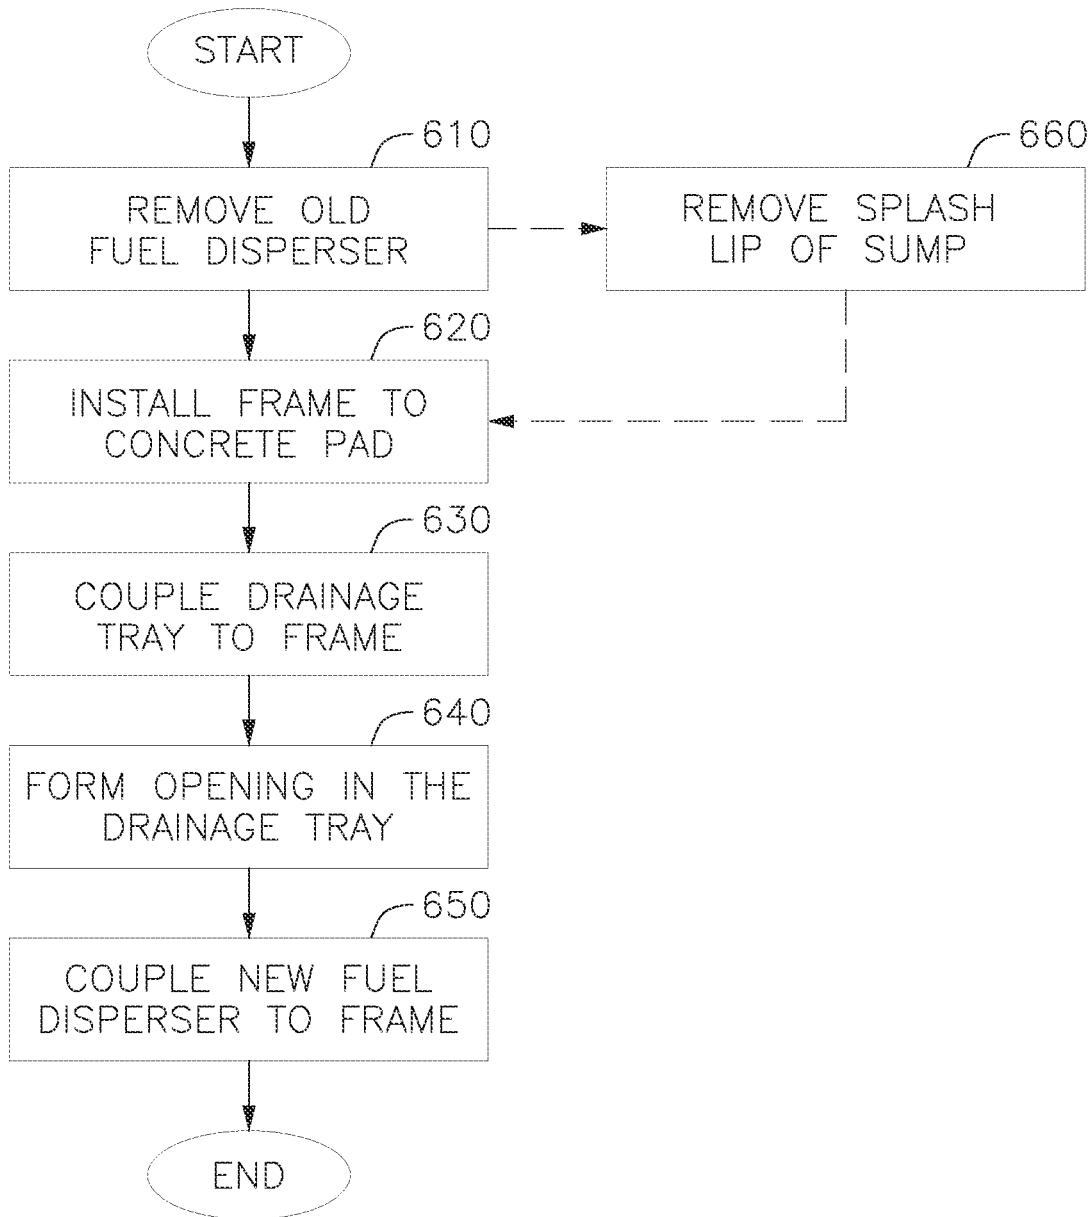 START
610
REMOVE OLD
FUEL DISPERSER
660
REMOVE SPLASH
LIP OF SUMP
620
INSTALL FRAME TO
CONCRETE PAD
630
COUPLE DRAINAGE
TRAY TO FRAME
640
FORM OPENING IN THE
DRAINAGE TRAY
650
COUPLE NEW FUEL
DISPERSER TO FRAME
END